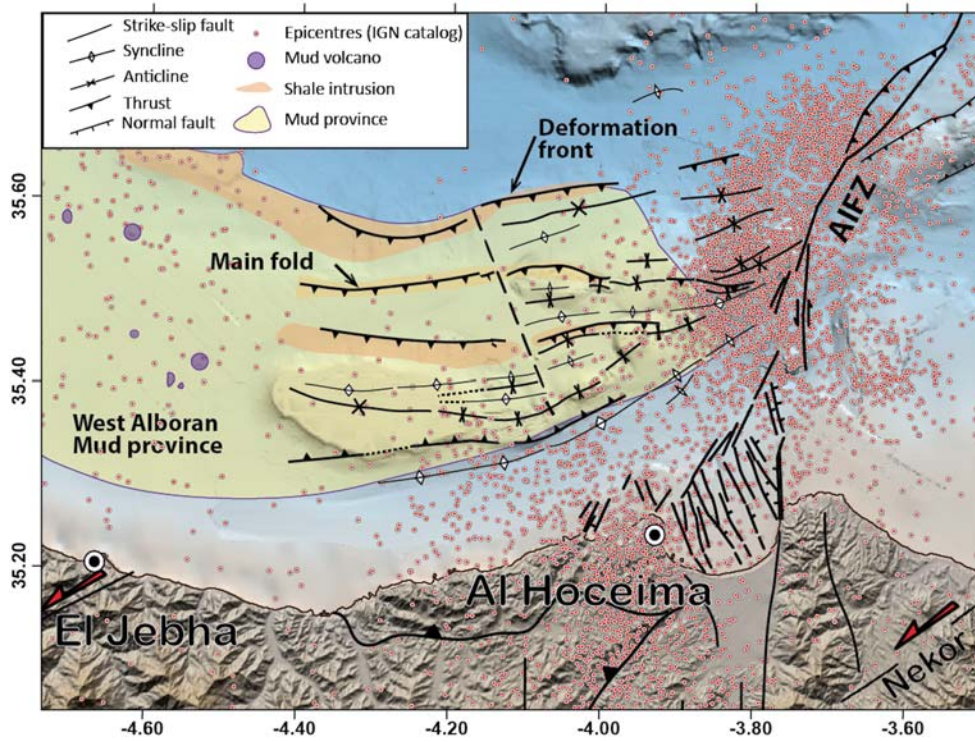 Strike-slip fault
Syncline
Anticline
Thrust
Normal fault
Epicentres (IGN catalog)
Mud volcano
Shale intrusion
Mud province
Deformation
front
Main fold
AIFZ
West Alboran
Mud province
El Jebha
Al Hoceima
Nekor
35.60
35.40
35.20
-4.60
-4.40
-4.20
-4.00
-3.80
-3.60